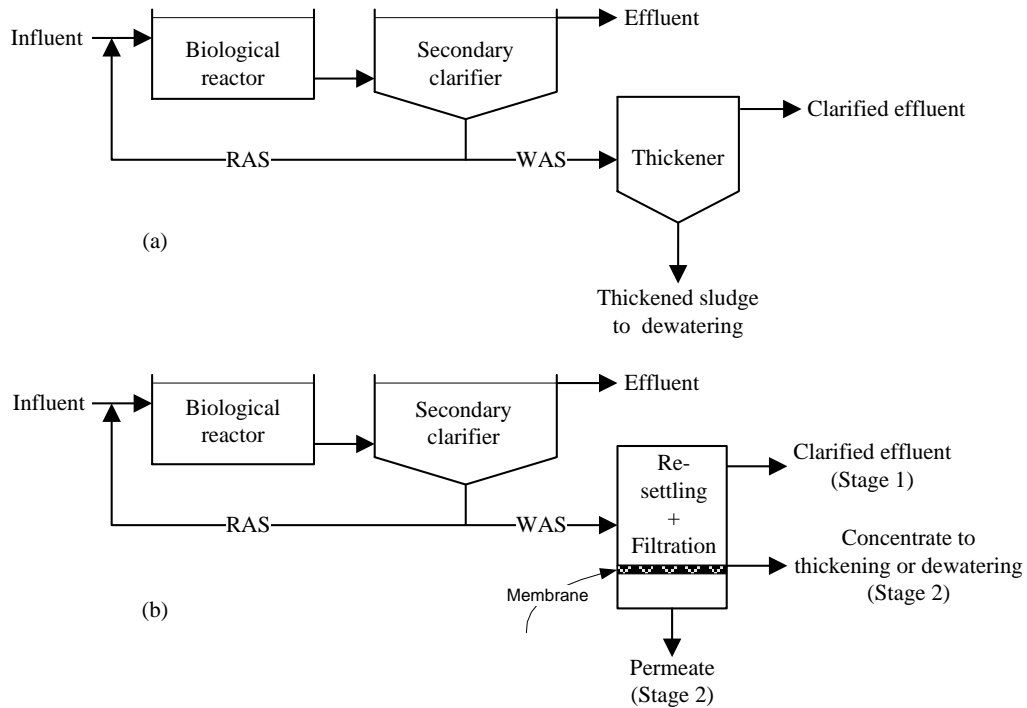 Influent
Biological
reactor
Secondary
clarifier
Effluent
RAS
WAS
Thickener
Clarified effluent
Thickened sludge
to dewatering
(a)
Influent
Biological
reactor
Secondary
clarifier
Effluent
RAS
WAS
Re-
settling
+
Filtration
Clarified effluent
(Stage 1)
Concentrate to
thickening or dewatering
(Stage 2)
Membrane
Permeate
(Stage 2)
(b)